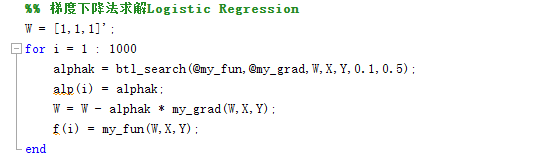 %% 梯度下降法求解Logistic Regression
W = [1,1,1]';
for i = 1 : 1000
alphak = btl_search(@my_fun,@my_grad,W,X,Y,0.1,0.5);
alp(i) = alphak;
W = W - alphak * my_grad(W,X,Y);
f(i) = my_fun(W,X,Y);
end